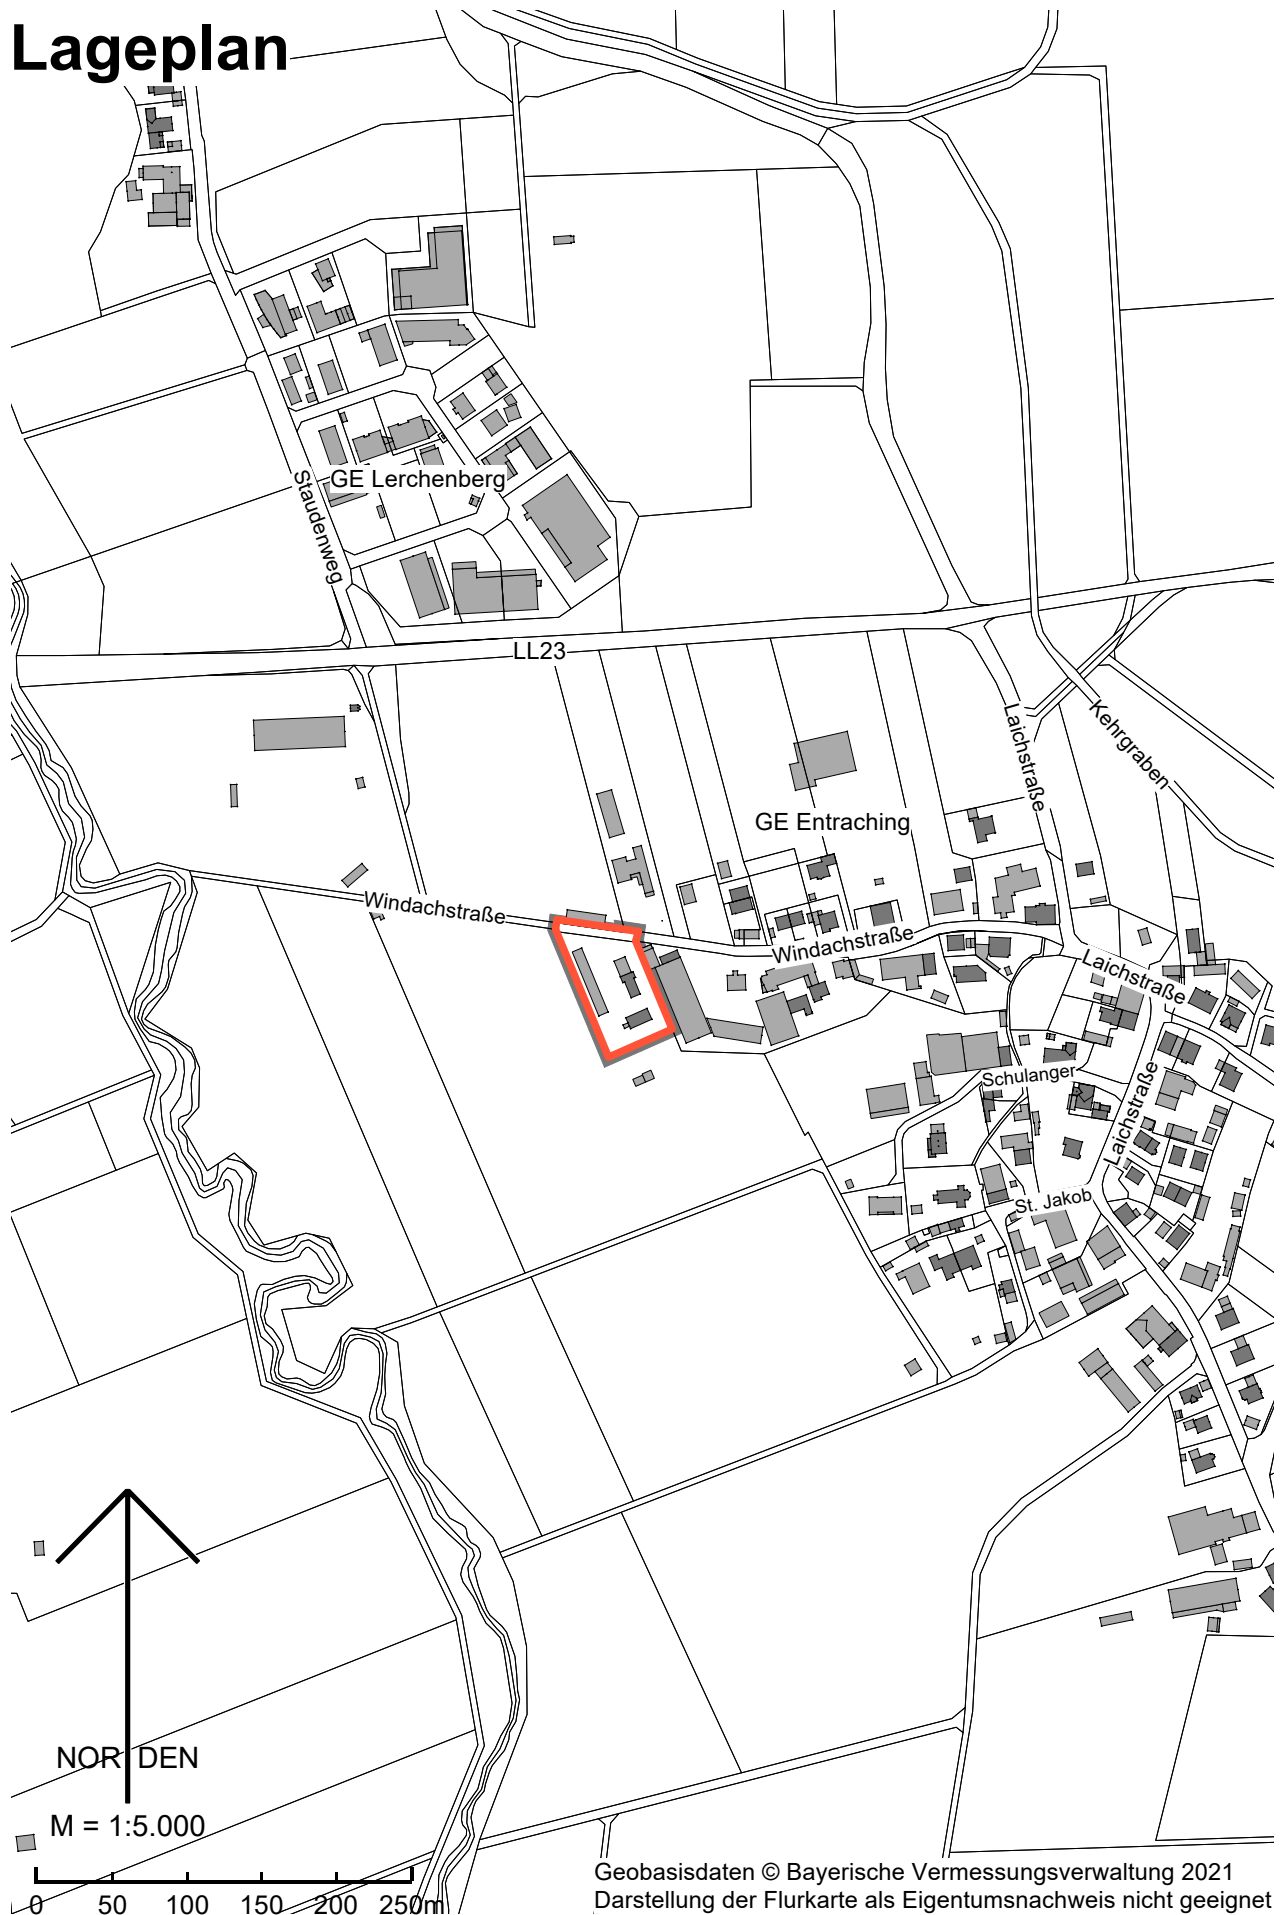 Lageplan
GE Lerchenberg
Staudenweg
LL23
Laichstraße
Kehrgraben
GE Entraching
Windachstraße
Windachstraße
Laichstraße
Schulanger
Laichstraße
St. Jakob
NORDEN
M = 1:5.000
0 50 100 150 200 250m
Geobasisdaten © Bayerische Vermessungsverwaltung 2021
Darstellung der Flurkarte als Eigentumsnachweis nicht geeignet